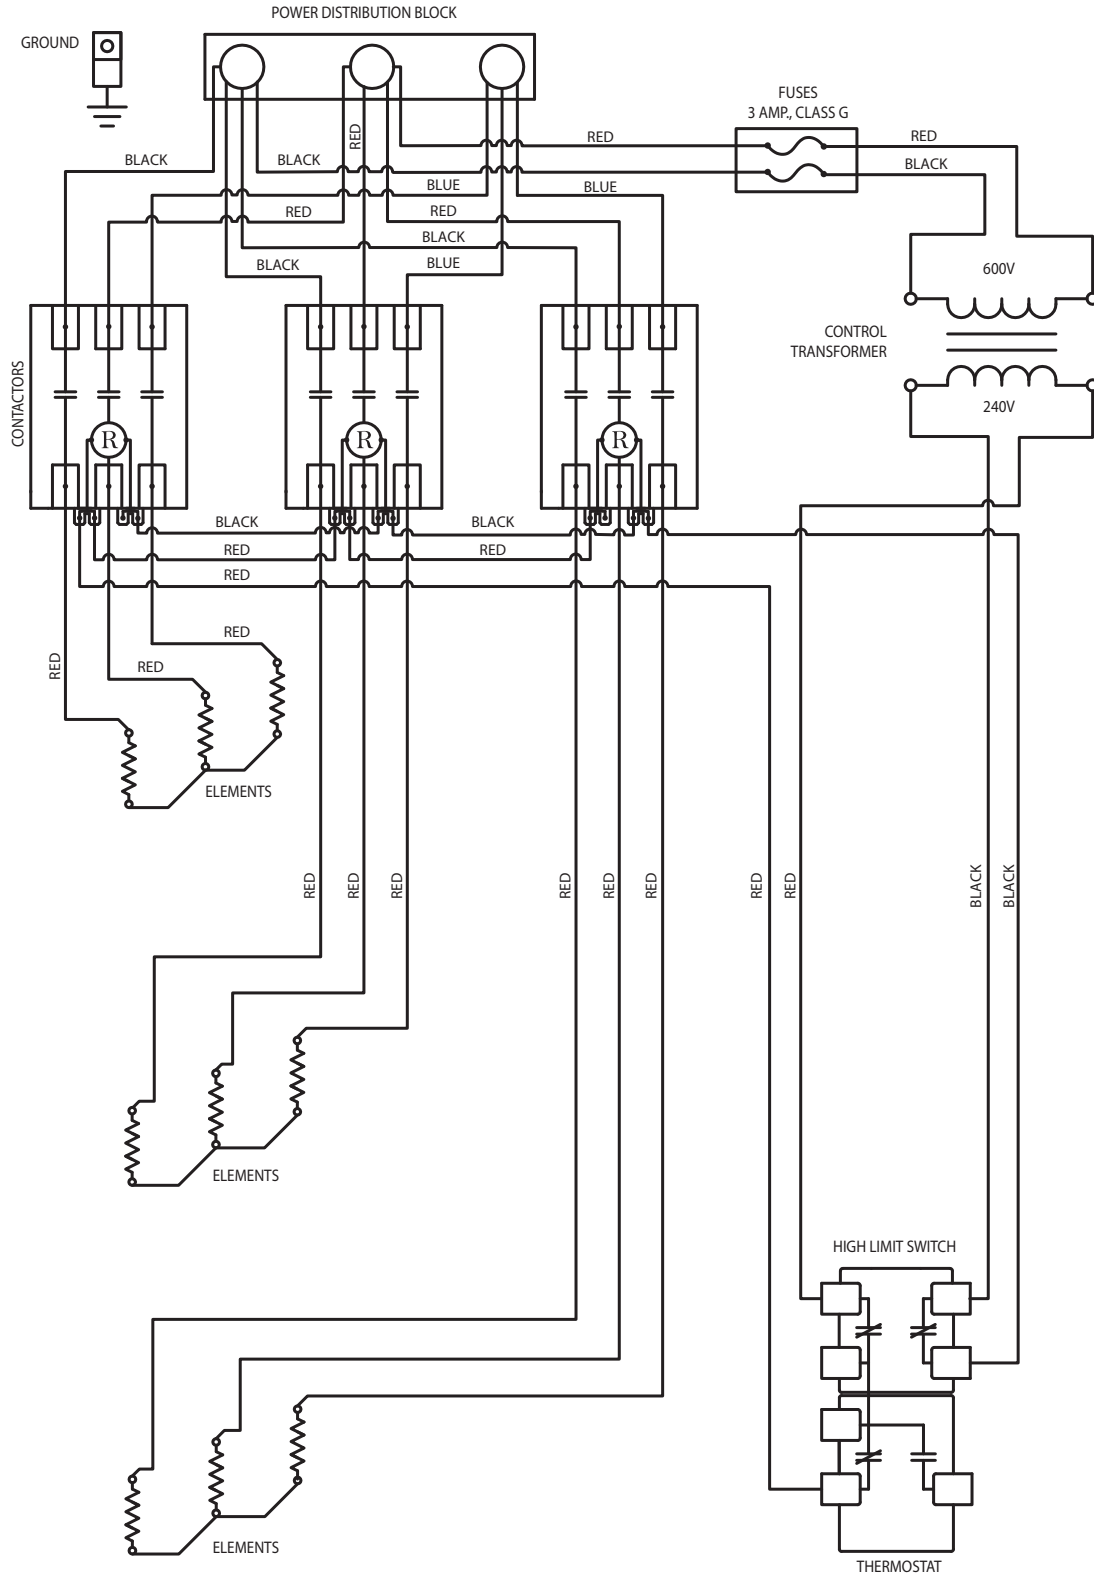 POWER DISTRIBUTION BLOCK
GROUND
FUSES
3 AMP., CLASS G
RED
RED
RED
BLACK
BLACK
BLACK
BLUE
BLUE
RED
RED
BLACK
BLACK
BLUE
600V
CONTROL
TRANSFORMER
240V
CONTACTORS
R
R
R
BLACK
BLACK
RED
RED
RED
RED
RED
RED
ELEMENTS
RED
RED
RED
RED
RED
RED
RED
RED
BLACK
BLACK
ELEMENTS
HIGH LIMIT SWITCH
ELEMENTS
THERMOSTAT